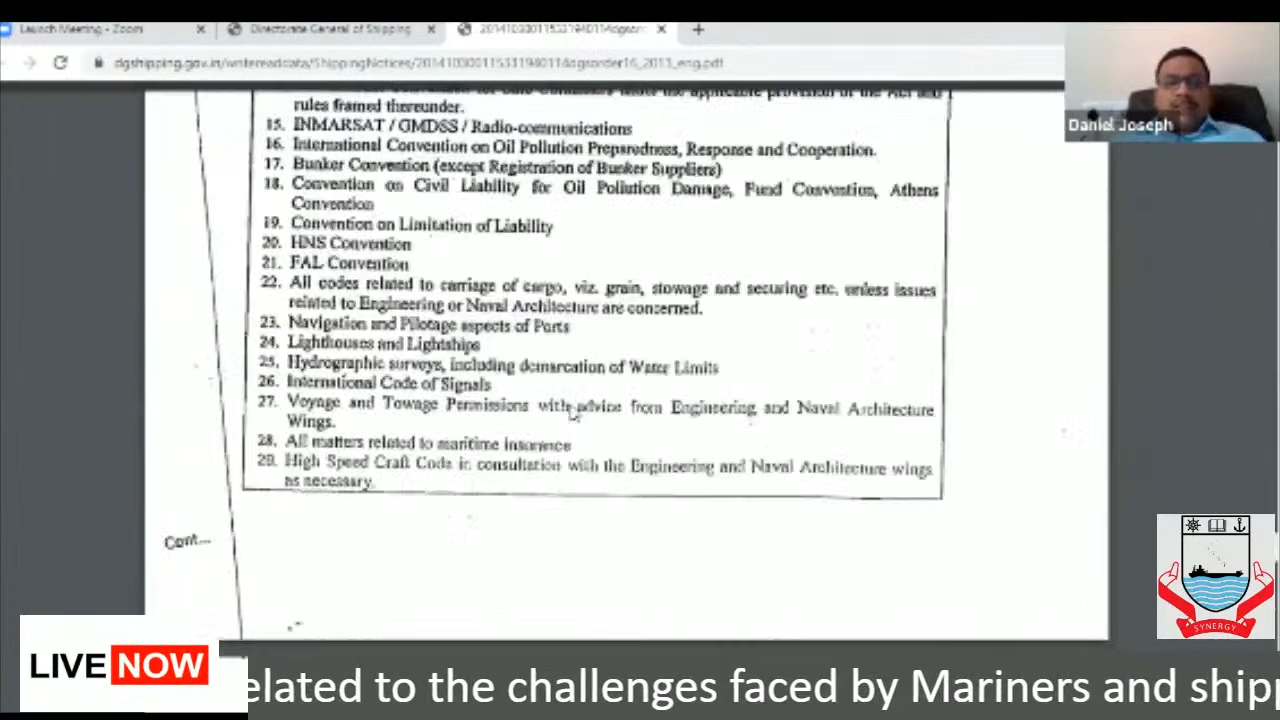 Launch Meeting - Zoom
Directorate General of Shipping
dgshipping.gov.in/writereaddata/ShippingNotices/201410300115331940114dgsorder16_2013_eng.pdf
Daniel Joseph
rules framed thereunder.
15. INMARSAT / GMDSS / Radio-communications
16. International Convention on Oil Pollution Preparedness, Response and Cooperation.
17. Bunker Convention (except Registration of Bunker Suppliers)
18. Convention on Civil Liability for Oil Pollution Damage, Fund Convention, Athens
Convention
19. Convention on Limitation of Liability
20. HNS Convention
21. FAL Convention
22. All codes related to carriage of cargo, viz. grain, stowage and securing etc. unless issues
related to Engineering or Naval Architecture are concerned.
23. Navigation and Pilotage aspects of Ports
24. Lighthouses and Lightships
25. Hydrographic surveys, including demarcation of Water Limits
26. International Code of Signals
27. Voyage and Towage Permissions with advice from Engineering and Naval Architecture
Wings.
28. All matters related to maritime insurance
29. High Speed Craft Code in consultation with the Engineering and Naval Architecture wings
as necessary.
Cont...
SYNERGY
LIVE NOW
elated to the challenges faced by Mariners and shipp